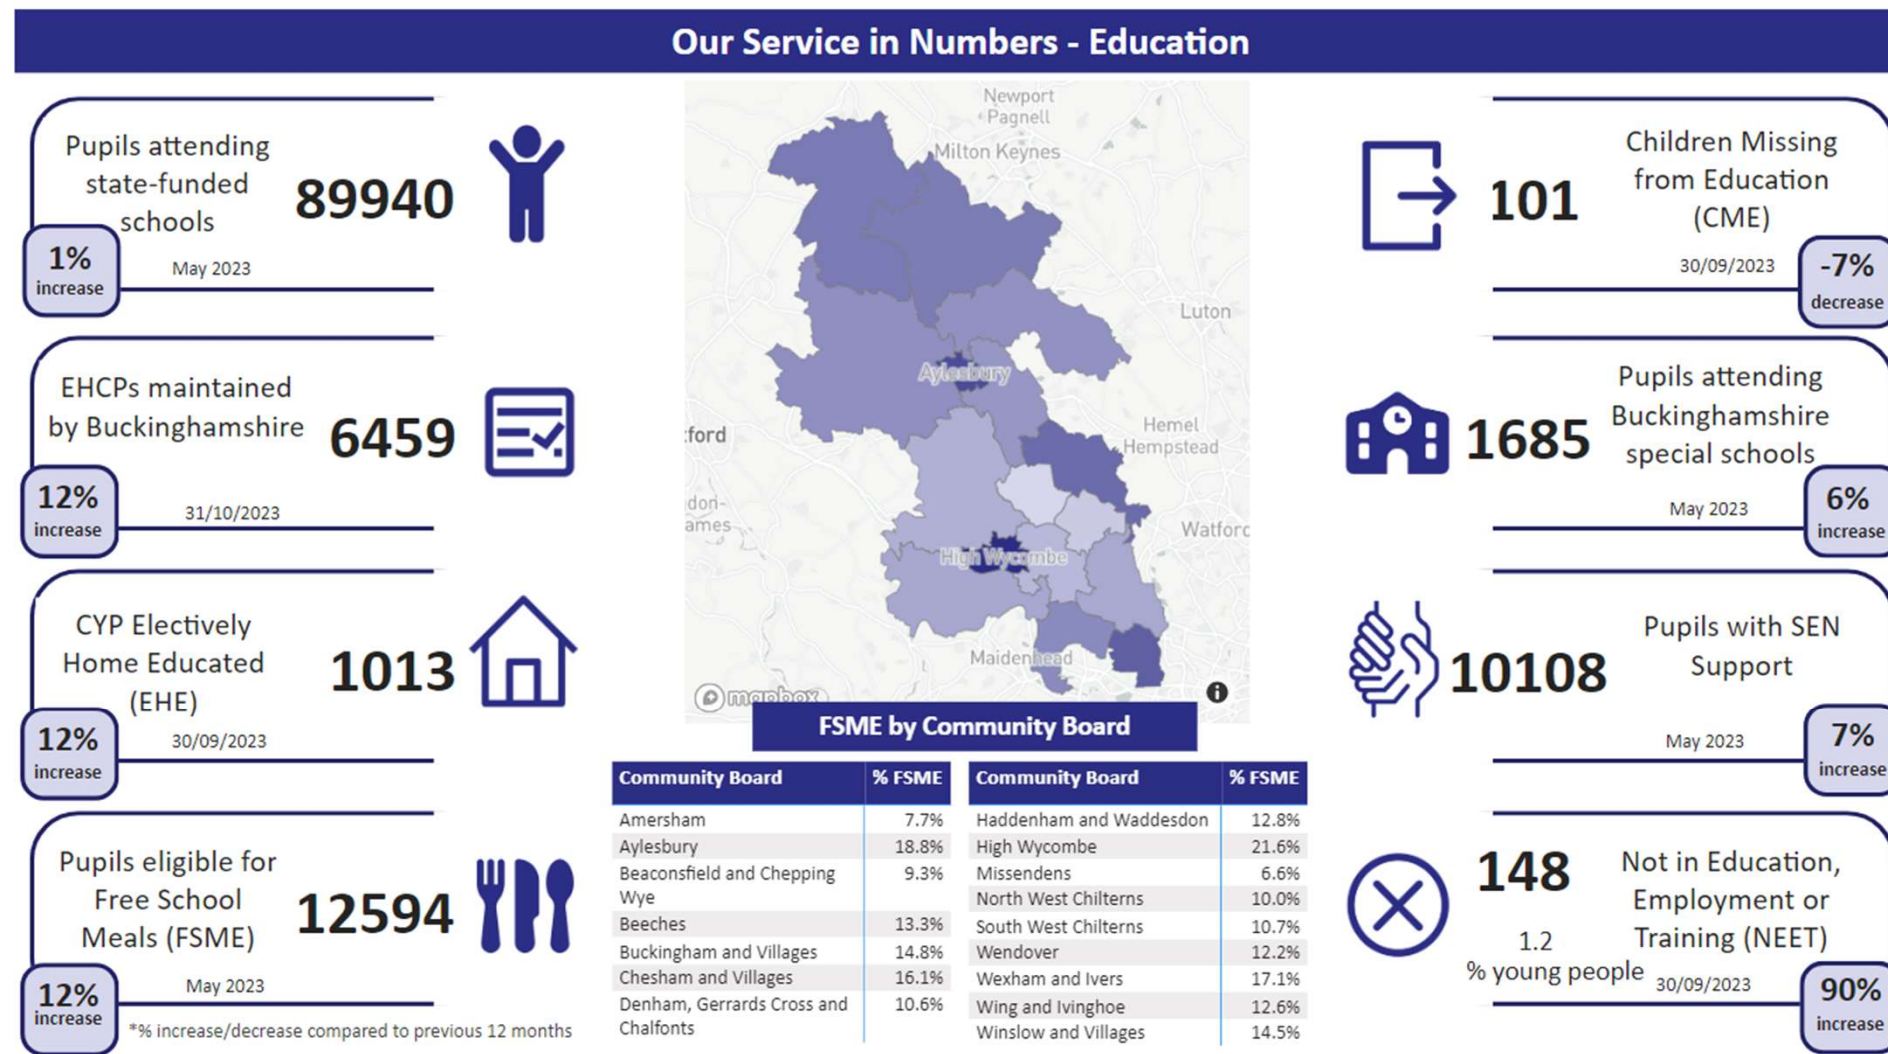 Our Service in Numbers - Education
Pupils attending
state-funded
schools
89940
1%
increase
May 2023
EHCPs maintained
by Buckinghamshire
6459
12%
increase
31/10/2023
CYP Electively
Home Educated
(EHE)
1013
12%
increase
30/09/2023
Pupils eligible for
Free School
Meals (FSME)
12594
12%
increase
May 2023
*% increase/decrease compared to previous 12 months
Newport
Pagnell
Milton Keynes
Luton
Aylesbury
Hemel
Hempstead
:ford
don-
ames
Watford
High Wycombe
Maidenhead
mapbox
FSME by Community Board
Community Board % FSME
Amersham 7.7%
Aylesbury 18.8%
Beaconsfield and Chepping 9.3%
Wye
Beeches 13.3%
Buckingham and Villages 14.8%
Chesham and Villages 16.1%
Denham, Gerrards Cross and 10.6%
Chalfonts
Community Board % FSME
Haddenham and Waddesdon 12.8%
High Wycombe 21.6%
Missendens 6.6%
North West Chilterns 10.0%
South West Chilterns 10.7%
Wendover 12.2%
Wexham and Ivers 17.1%
Wing and Ivinghoe 12.6%
Winslow and Villages 14.5%
101
Children Missing
from Education
(CME)
30/09/2023
-7%
decrease
1685
Pupils attending
Buckinghamshire
special schools
May 2023
6%
increase
10108
Pupils with SEN
Support
May 2023
7%
increase
148
1.2
% young people
Not in Education,
Employment or
Training (NEET)
30/09/2023
90%
increase